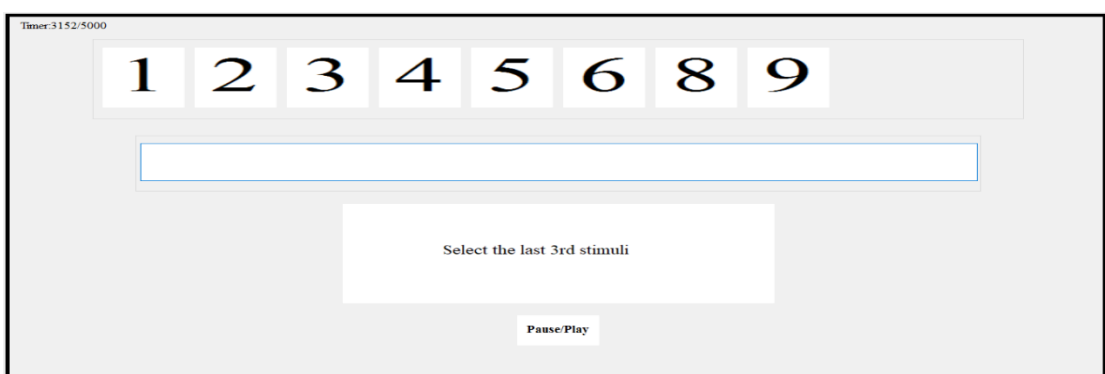 Timer:3152/5000
1 2 3 4 5 6 8 9
Select the last 3rd stimuli
Pause/Play